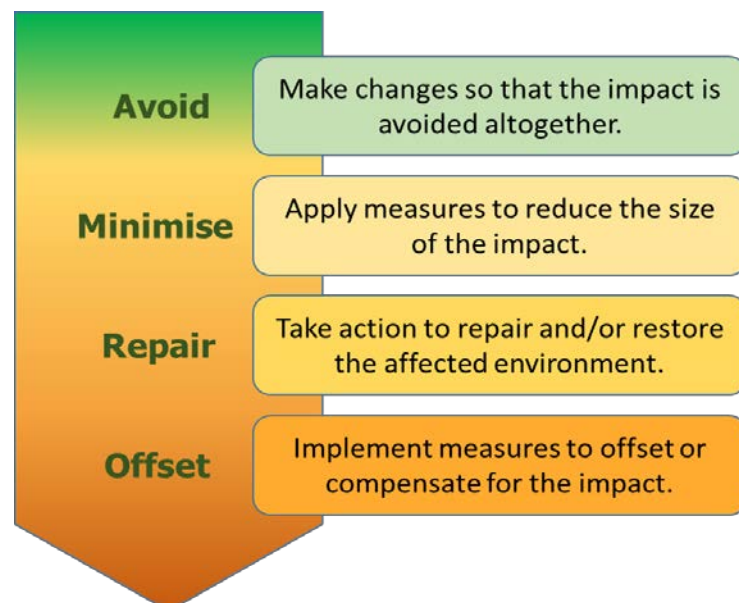 Avoid
Make changes so that the impact is
avoided altogether.
Minimise
Apply measures to reduce the size
of the impact.
Repair
Take action to repair and/or restore
the affected environment.
Offset
Implement measures to offset or
compensate for the impact.